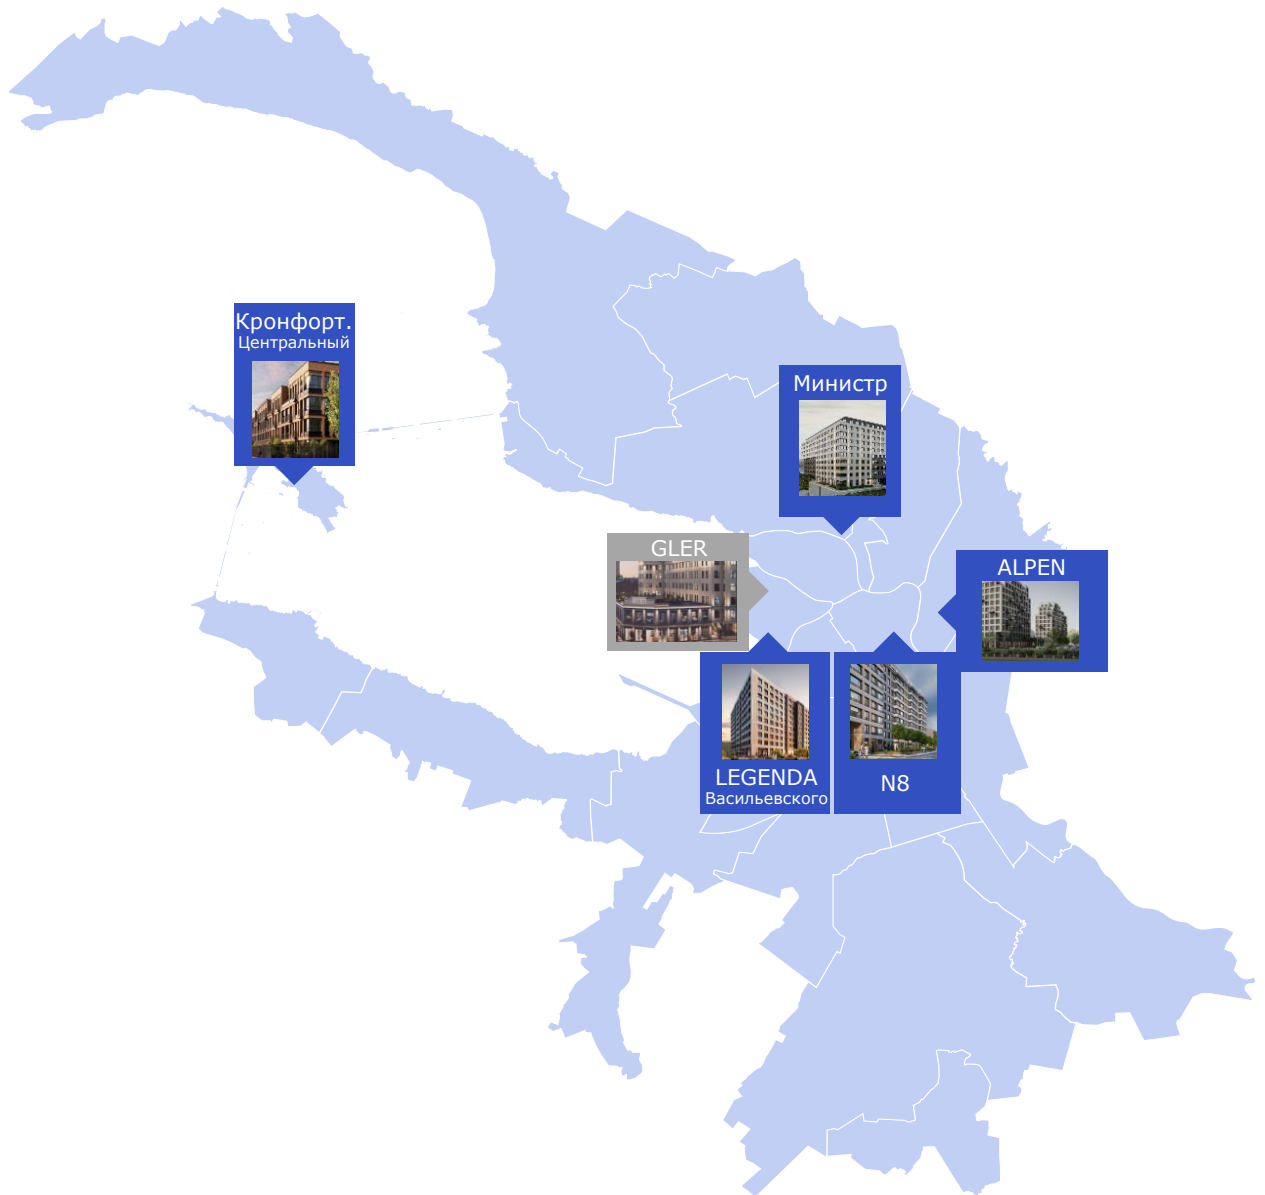 Кронфорт.
Центральный
Министр
GLER
ALPEN
LEGENDA
Васильевского
N8